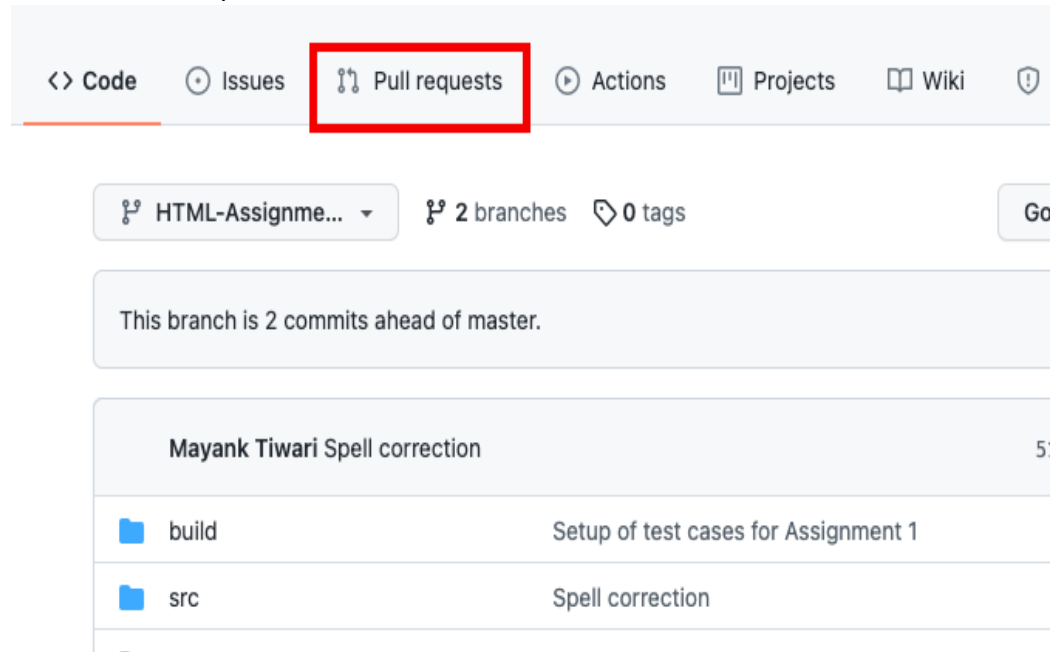 <> Code Issues Pull requests Actions Projects Wiki
HTML-Assignme... 2 branches 0 tags Go
This branch is 2 commits ahead of master.
Mayank Tiwari Spell correction
build Setup of test cases for Assignment 1
src Spell correction